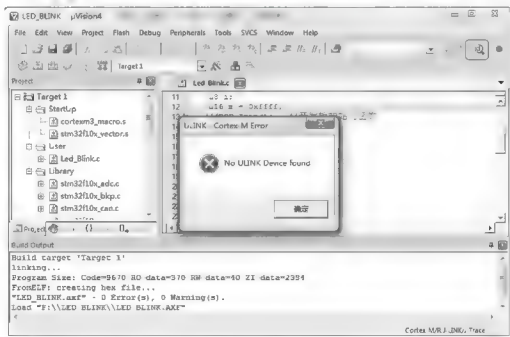 LED_BLINK - µVision4
File Edit View Project Flash Debug Peripherals Tools SVCS Window Help
Target 1
Project
Led_Blink.c
Target 1
StartUp
cortexm3_macro.s
stm32f10x_vector.s
User
Led_Blink.c
Library
stm32f10x_adc.c
stm32f10x_bkp.c
stm32f10x_can.c
11
12 u16 = 0xffff;
ULINK - Cortex-M Error
No ULINK Device found
确定
Build Output
Build target 'Target 1'
linking...
Program Size: Code=9670 RO-data=370 RW-data=40 ZI-data=2394
FromELF: creating hex file...
"LED_BLINK.axf" - 0 Error(s), 0 Warning(s).
Load "F:\\LED BLINK\\LED BLINK.AXF"
Cortex-M/R J-LINK/J-Trace